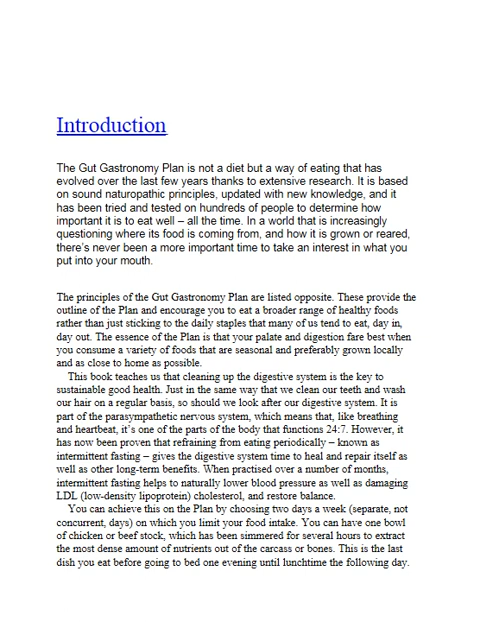 Introduction
The Gut Gastronomy Plan is not a diet but a way of eating that has
evolved over the last few years thanks to extensive research. It is based
on sound naturopathic principles, updated with new knowledge, and it
has been tried and tested on hundreds of people to determine how
important it is to eat well – all the time. In a world that is increasingly
questioning where its food is coming from, and how it is grown or reared,
there's never been a more important time to take an interest in what you
put into your mouth.
The principles of the Gut Gastronomy Plan are listed opposite. These provide the
outline of the Plan and encourage you to eat a broader range of healthy foods
rather than just sticking to the daily staples that many of us tend to eat, day in,
day out. The essence of the Plan is that your palate and digestion fare best when
you consume a variety of foods that are seasonal and preferably grown locally
and as close to home as possible.
This book teaches us that cleaning up the digestive system is the key to
sustainable good health. Just in the same way that we clean our teeth and wash
our hair on a regular basis, so should we look after our digestive system. It is
part of the parasympathetic nervous system, which means that, like breathing
and heartbeat, it's one of the parts of the body that functions 24:7. However, it
has now been proven that refraining from eating periodically – known as
intermittent fasting – gives the digestive system time to heal and repair itself as
well as other long-term benefits. When practised over a number of months,
intermittent fasting helps to naturally lower blood pressure as well as damaging
LDL (low-density lipoprotein) cholesterol, and restore balance.
You can achieve this on the Plan by choosing two days a week (separate, not
concurrent, days) on which you limit your food intake. You can have one bowl
of chicken or beef stock, which has been simmered for several hours to extract
the most dense amount of nutrients out of the carcass or bones. This is the last
dish you eat before going to bed one evening until lunchtime the following day.